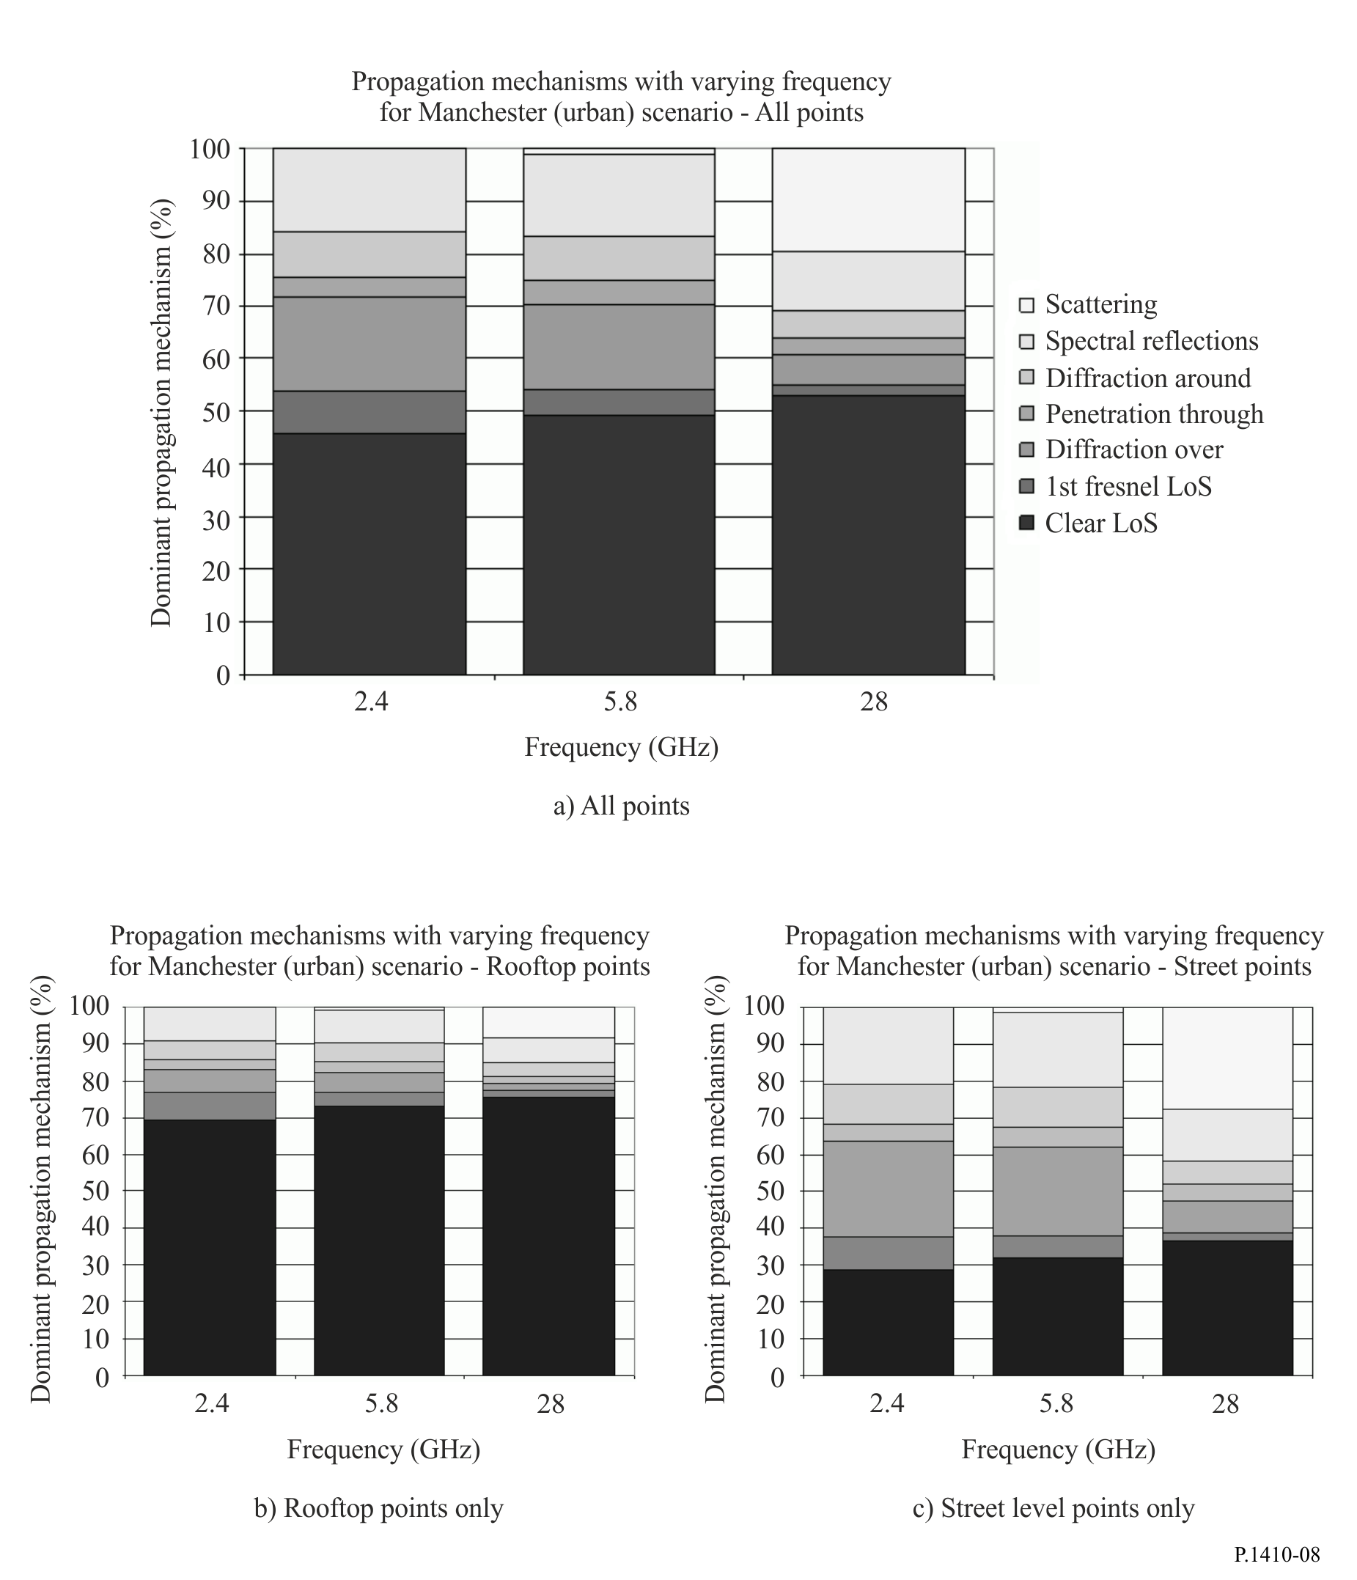 Propagation mechanisms with varying frequency
for Manchester (urban) scenario - All points
Dominant propagation mechanism (%)
100
90
80
70
60
50
40
30
20
10
0
2.4 5.8 28
Frequency (GHz)
Scattering
Spectral reflections
Diffraction around
Penetration through
Diffraction over
1st fresnel LoS
Clear LoS
a) All points
Propagation mechanisms with varying frequency
for Manchester (urban) scenario - Rooftop points
Dominant propagation mechanism (%)
100
90
80
70
60
50
40
30
20
10
0
2.4 5.8 28
Frequency (GHz)
b) Rooftop points only
Propagation mechanisms with varying frequency
for Manchester (urban) scenario - Street points
Dominant propagation mechanism (%)
100
90
80
70
60
50
40
30
20
10
0
2.4 5.8 28
Frequency (GHz)
c) Street level points only
P.1410-08